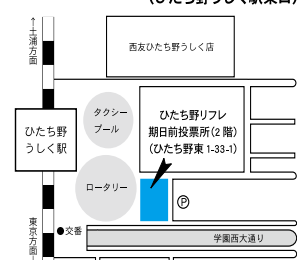 (ひたち野うしく駅東口)
↑土浦方面
西友ひたち野うしく店
タクシー
プール
ひたち野リフレ
期日前投票所(2階)
(ひたち野東1-33-1)
ひたち野
うしく駅
ロータリー
P
東京方面↓
●交番
学園西大通り